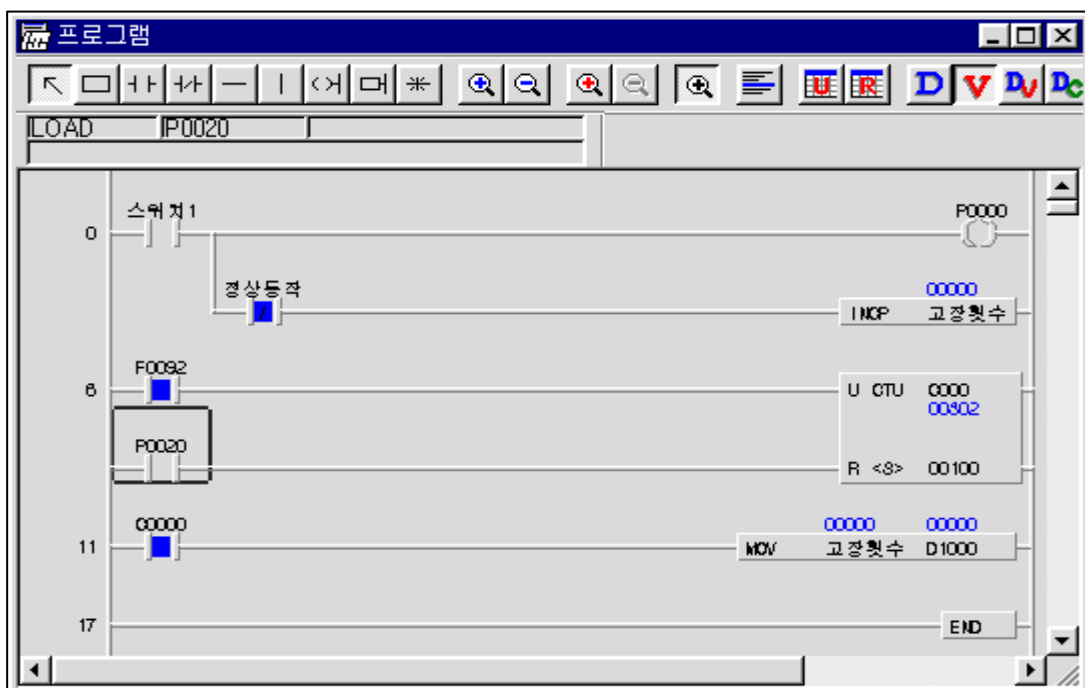 프로그램
U R D V DU DC
LOAD P0020
스위치1 P0000
0
정상동작 00000
INCP 고장횟수
F0092
6 U CTU C000
00802
P0020
R <S> 00100
C0000 00000 00000
11 MOV 고장횟수 D1000
17 END